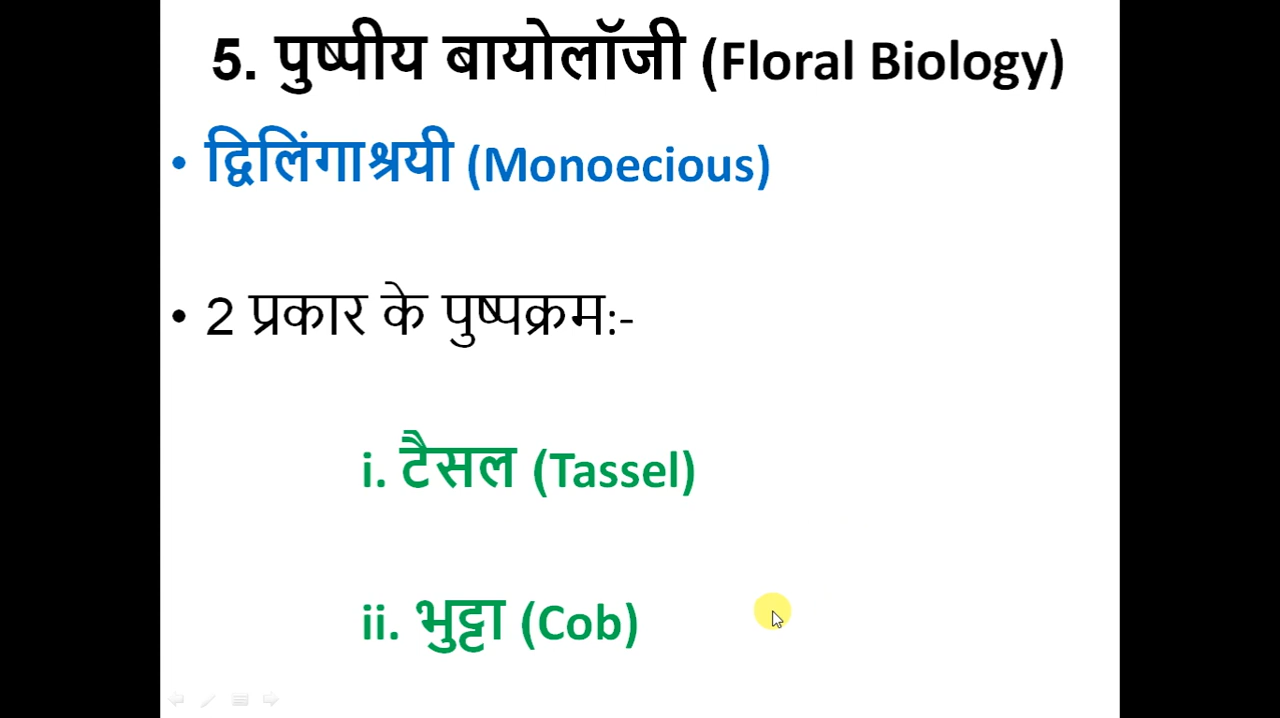 5. पुष्पीय बायोलॉजी (Floral Biology)
• द्विलिंगाश्रयी (Monoecious)
• 2 प्रकार के पुष्पक्रम:-
i. टैसल (Tassel)
ii. भुट्टा (Cob)